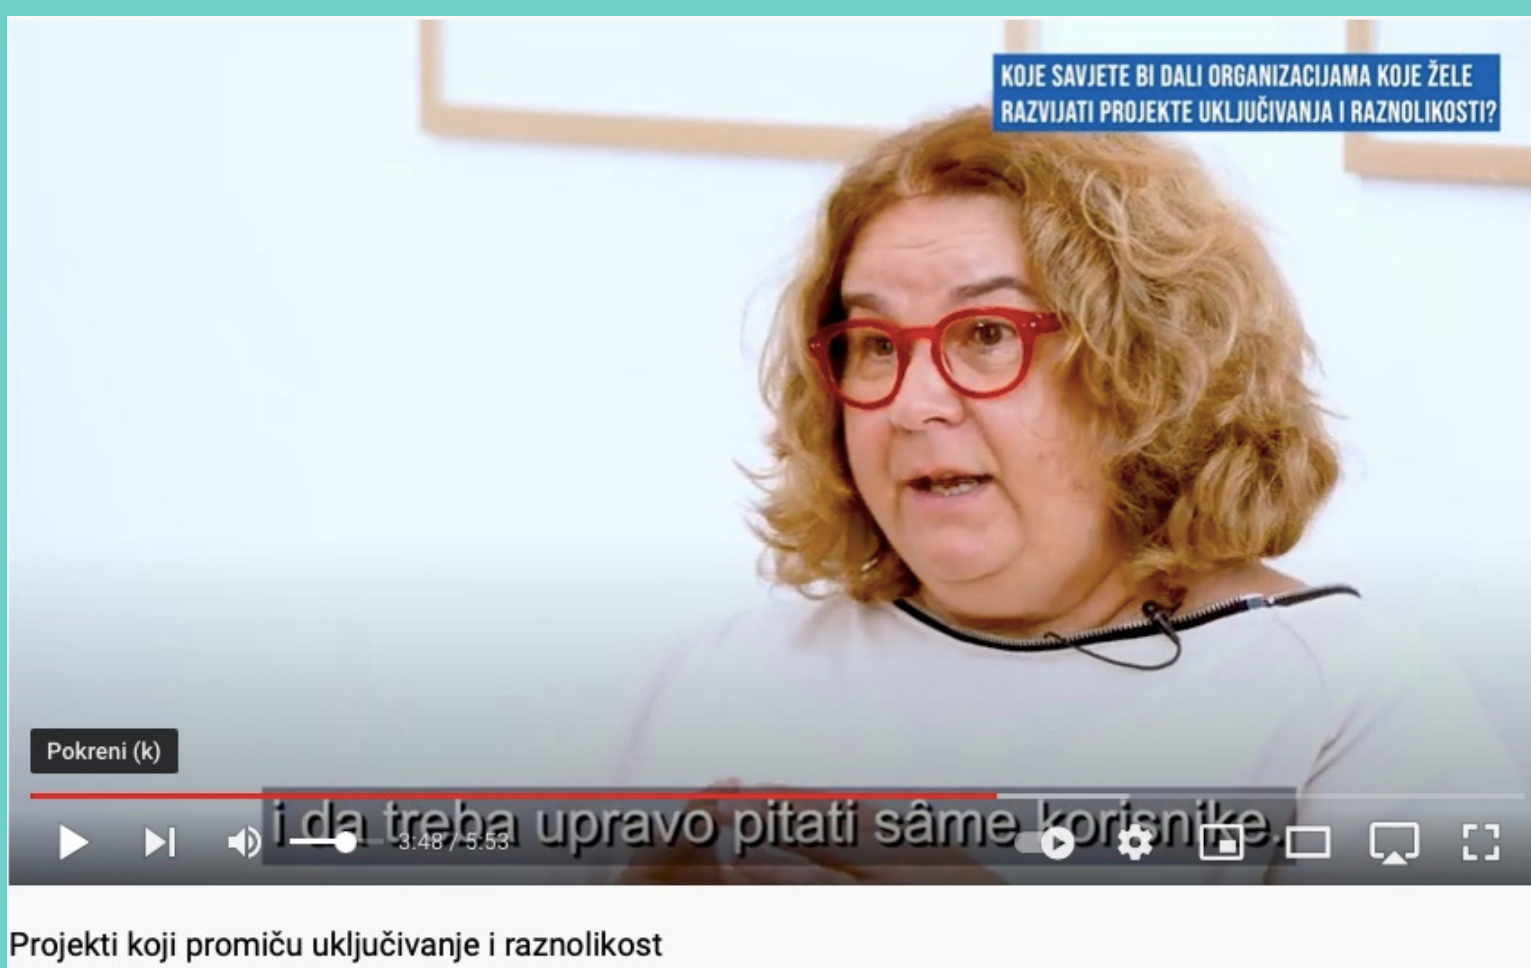 KOJE SAVJETE BI DALI ORGANIZACIJAMA KOJE ŽELE
RAZVIJATI PROJEKTE UKLJUČIVANJA I RAZNOLIKOSTI?
Pokreni (k)
i da treba upravo pitati sâme korisnike.
3:48 / 5:53
Projekti koji promiču uključivanje i raznolikost